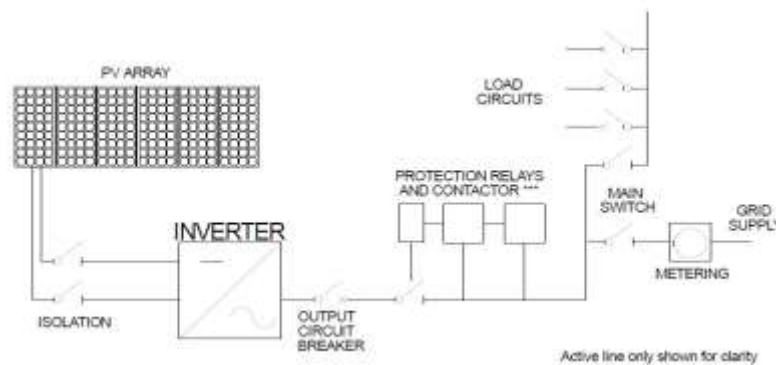 PV ARRAY
LOAD
CIRCUITS
PROTECTION RELAYS
AND CONTACTOR ***
MAIN
SWITCH
GRID
SUPPLY
INVERTER
METERING
ISOLATION
OUTPUT
CIRCUIT
BREAKER
Active line only shown for clarity